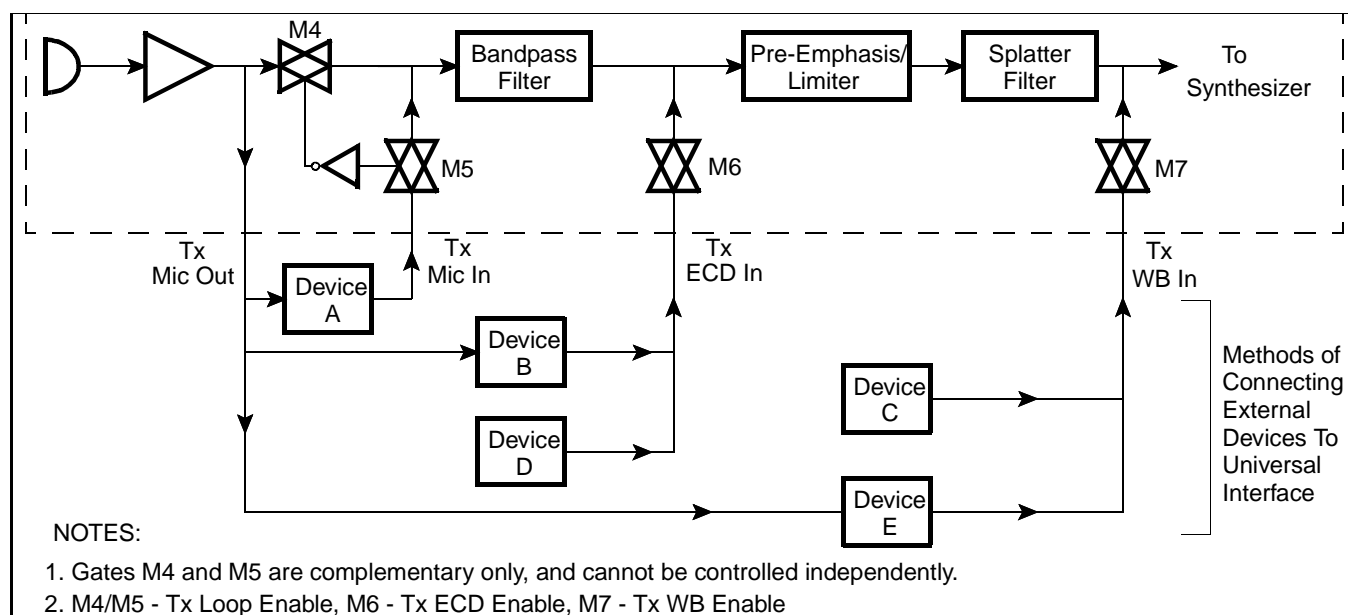 M4
Bandpass
Filter
Pre-Emphasis/
Limiter
Splatter
Filter
To
Synthesizer
M5
M6
M7
Tx
Mic Out
Tx
Mic In
Tx
ECD In
Tx
WB In
Device
A
Device
B
Device
C
Device
D
Device
E
Methods of
Connecting
External
Devices To
Universal
Interface
NOTES:
1. Gates M4 and M5 are complementary only, and cannot be controlled independently.
2. M4/M5 - Tx Loop Enable, M6 - Tx ECD Enable, M7 - Tx WB Enable